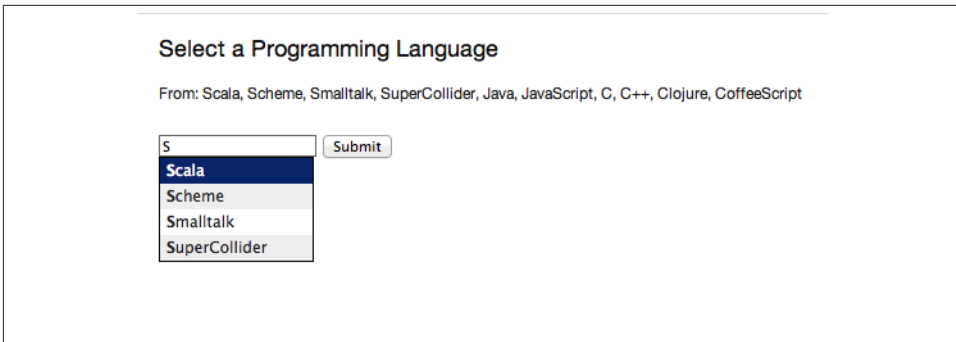 Select a Programming Language
From: Scala, Scheme, Smalltalk, SuperCollider, Java, JavaScript, C, C++, Clojure, CoffeeScript
S Submit
Scala
Scheme
Smalltalk
SuperCollider